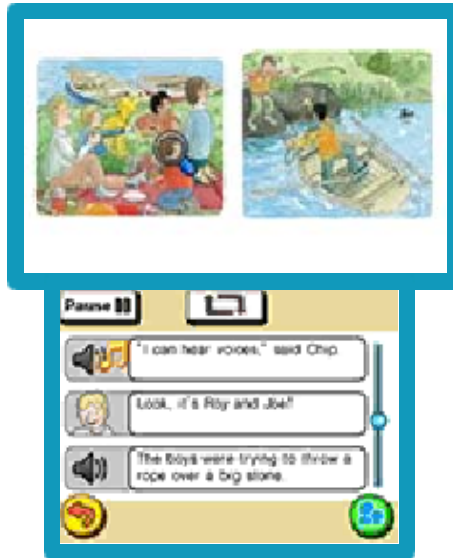 Pause
"I can hear voices," said Chip.
Look, it's Roy and Joe!
The boys were trying to throw a
rope over a big stone.